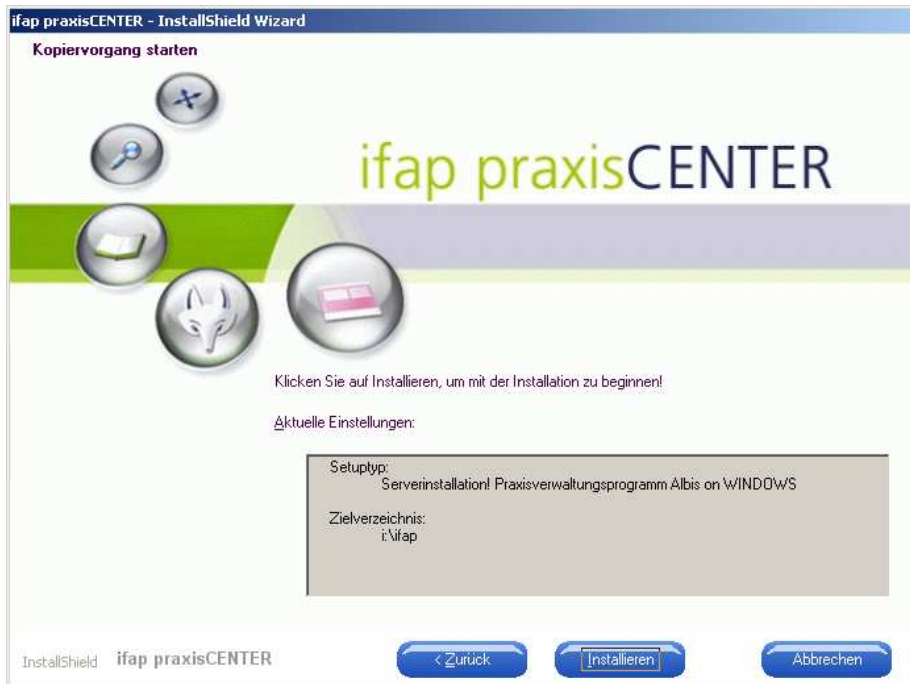 ifap praxisCENTER - InstallShield Wizard
Kopiervorgang starten
ifap praxisCENTER
Klicken Sie auf Installieren, um mit der Installation zu beginnen!
Aktuelle Einstellungen:
Setuptyp:
Serverinstallation! Praxisverwaltungsprogramm Albis on WINDOWS
Zielverzeichnis:
i:\ifap
InstallShield
ifap praxisCENTER
< Zurück
Installieren
Abbrechen